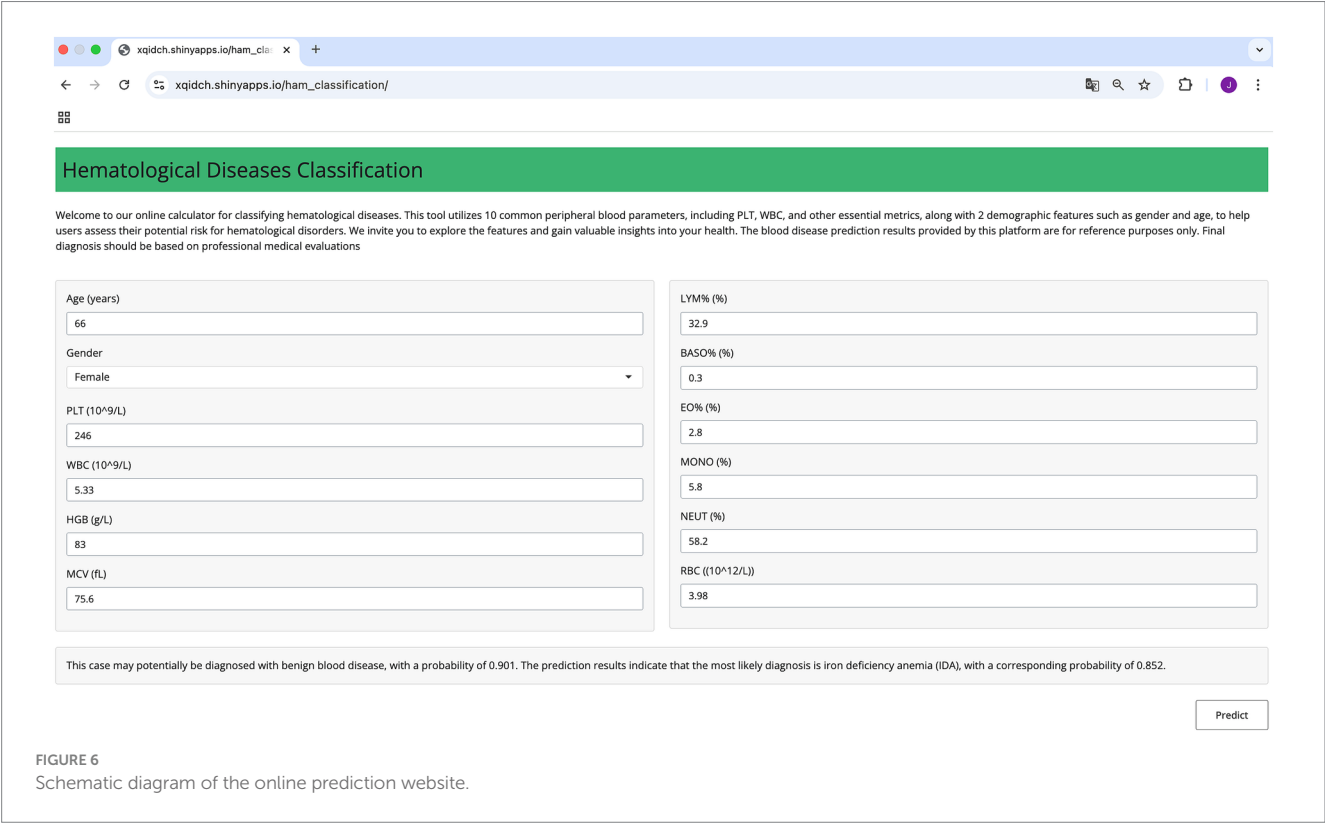 xqidch.shinyapps.io/ham_cla
xqidch.shinyapps.io/ham_classification/
J
Hematological Diseases Classification
Welcome to our online calculator for classifying hematological diseases. This tool utilizes 10 common peripheral blood parameters, including PLT, WBC, and other essential metrics, along with 2 demographic features such as gender and age, to help
users assess their potential risk for hematological disorders. We invite you to explore the features and gain valuable insights into your health. The blood disease prediction results provided by this platform are for reference purposes only. Final
diagnosis should be based on professional medical evaluations
Age (years)
66
Gender
Female
PLT (10^9/L)
246
WBC (10^9/L)
5.33
HGB (g/L)
83
MCV (fL)
75.6
LYM% (%)
32.9
BASO% (%)
0.3
EO% (%)
2.8
MONO (%)
5.8
NEUT (%)
58.2
RBC ((10^12/L))
3.98
This case may potentially be diagnosed with benign blood disease, with a probability of 0.901. The prediction results indicate that the most likely diagnosis is iron deficiency anemia (IDA), with a corresponding probability of 0.852.
Predict
FIGURE 6
Schematic diagram of the online prediction website.